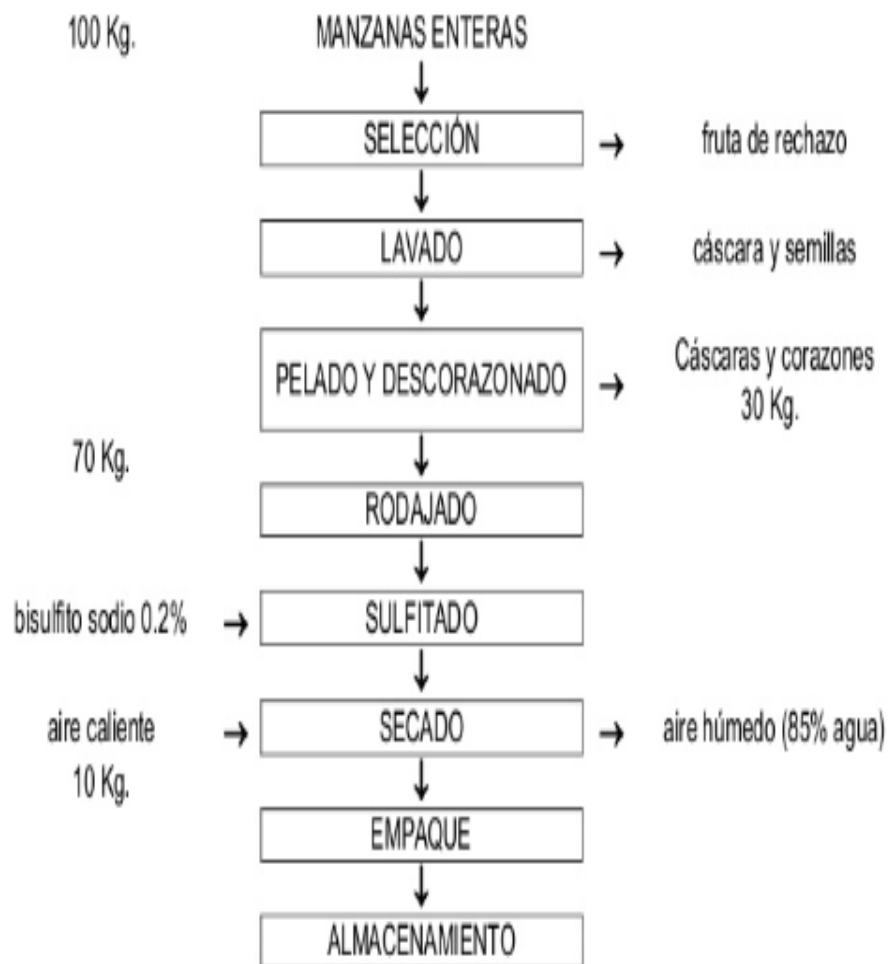 100 Kg.
MANZANAS ENTERAS
SELECCIÓN
fruta de rechazo
LAVADO
cáscara y semillas
PELADO Y DESCORAZONADO
Cáscaras y corazones
30 Kg.
70 Kg.
RODAJADO
bisulfito sodio 0.2%
SULFITADO
aire caliente
10 Kg.
SECADO
aire húmedo (85% agua)
EMPAQUE
ALMACENAMIENTO